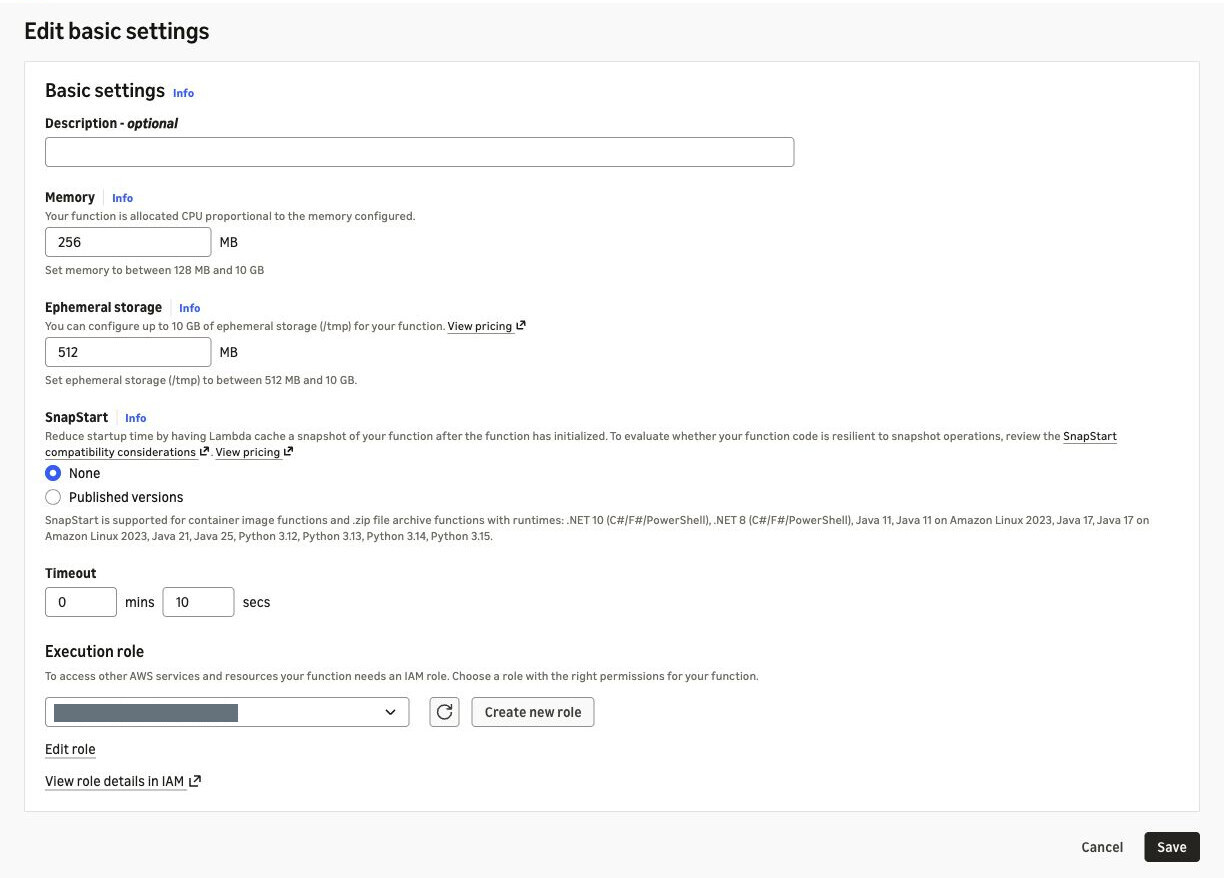 Edit basic settings
Basic settings Info
Description - optional
Memory Info
Your function is allocated CPU proportional to the memory configured.
256 MB
Set memory to between 128 MB and 10 GB
Ephemeral storage Info
You can configure up to 10 GB of ephemeral storage (/tmp) for your function. View pricing
512 MB
Set ephemeral storage (/tmp) to between 512 MB and 10 GB.
SnapStart Info
Reduce startup time by having Lambda cache a snapshot of your function after the function has initialized. To evaluate whether your function code is resilient to snapshot operations, review the SnapStart
compatibility considerations . View pricing
None
Published versions
SnapStart is supported for container image functions and .zip file archive functions with runtimes: .NET 10 (C#/F#/PowerShell), .NET 8 (C#/F#/PowerShell), Java 11, Java 11 on Amazon Linux 2023, Java 17, Java 17 on
Amazon Linux 2023, Java 21, Java 25, Python 3.12, Python 3.13, Python 3.14, Python 3.15.
Timeout
0 mins 10 secs
Execution role
To access other AWS services and resources your function needs an IAM role. Choose a role with the right permissions for your function.
Create new role
Edit role
View role details in IAM
Cancel Save